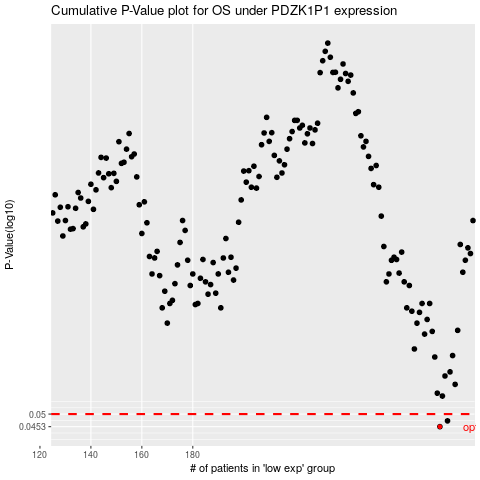 Cumulative P-Value plot for OS under PDZK1P1 expression
P-Value(log10)
0.05
0.0453
op
120 140 160 180
# of patients in 'low exp' group